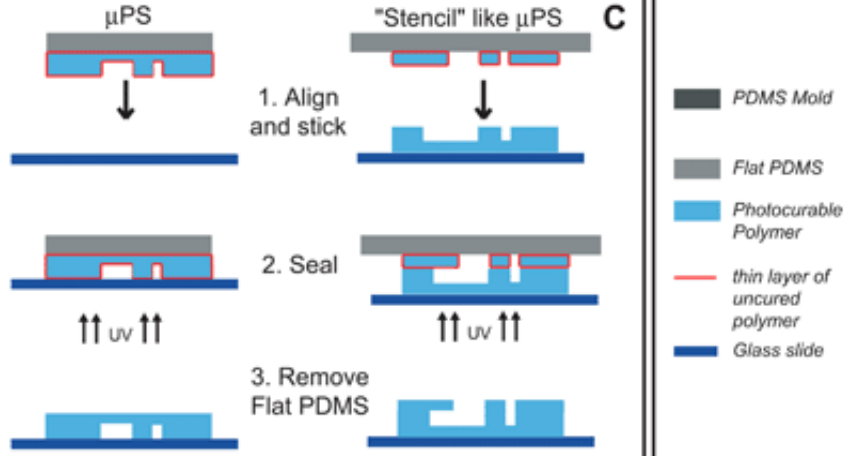 µPS
"Stencil" like µPS
C
1. Align
and stick
2. Seal
UV
UV
3. Remove
Flat PDMS
PDMS Mold
Flat PDMS
Photocurable
Polymer
thin layer of
uncured
polymer
Glass slide